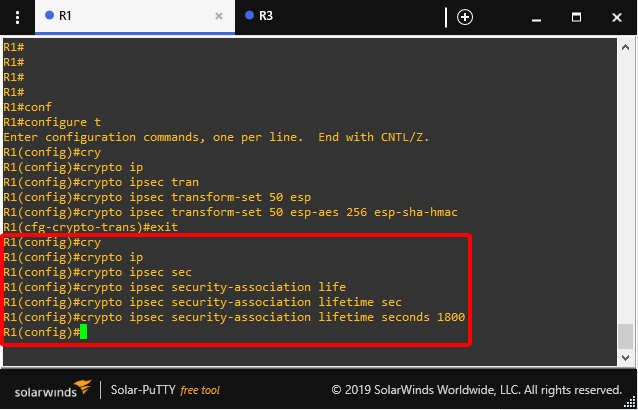 R1
R3
R1#
R1#
R1#
R1#
R1#conf
R1#configure t
Enter configuration commands, one per line.  End with CNTL/Z.
R1(config)#cry
R1(config)#crypto ip
R1(config)#crypto ipsec tran
R1(config)#crypto ipsec transform-set 50 esp
R1(config)#crypto ipsec transform-set 50 esp-aes 256 esp-sha-hmac
R1(cfg-crypto-trans)#exit
R1(config)#cry
R1(config)#crypto ip
R1(config)#crypto ipsec sec
R1(config)#crypto ipsec security-association life
R1(config)#crypto ipsec security-association lifetime sec
R1(config)#crypto ipsec security-association lifetime seconds 1800
R1(config)#
solarwinds Solar-PuTTY free tool © 2019 SolarWinds Worldwide, LLC. All rights reserved.